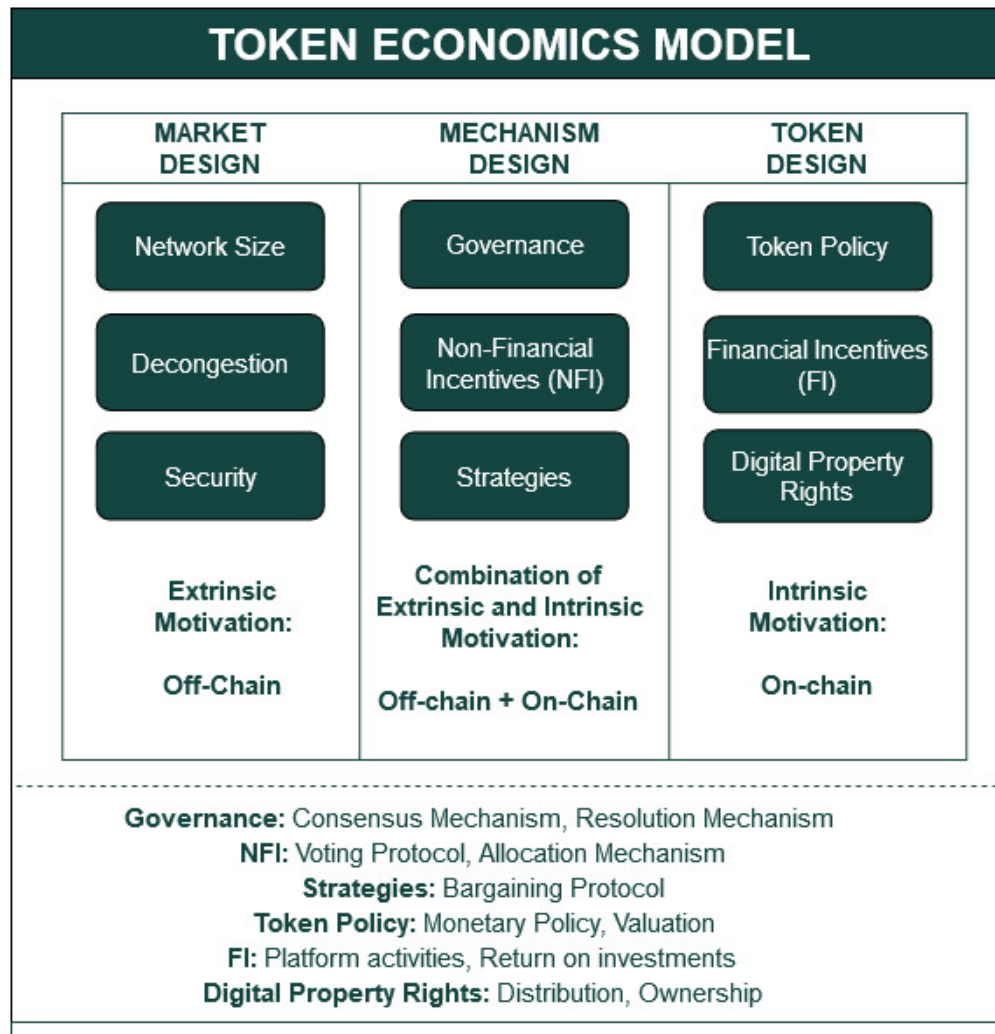 TOKEN ECONOMICS MODEL
MARKET
DESIGN
MECHANISM
DESIGN
TOKEN
DESIGN
Network Size
Governance
Token Policy
Decongestion
Non-Financial
Incentives (NFI)
Financial Incentives
(FI)
Security
Strategies
Digital Property
Rights
Extrinsic
Motivation:
Off-Chain
Combination of
Extrinsic and Intrinsic
Motivation:
Off-chain + On-Chain
Intrinsic
Motivation:
On-chain
Governance: Consensus Mechanism, Resolution Mechanism
NFI: Voting Protocol, Allocation Mechanism
Strategies: Bargaining Protocol
Token Policy: Monetary Policy, Valuation
FI: Platform activities, Return on investments
Digital Property Rights: Distribution, Ownership